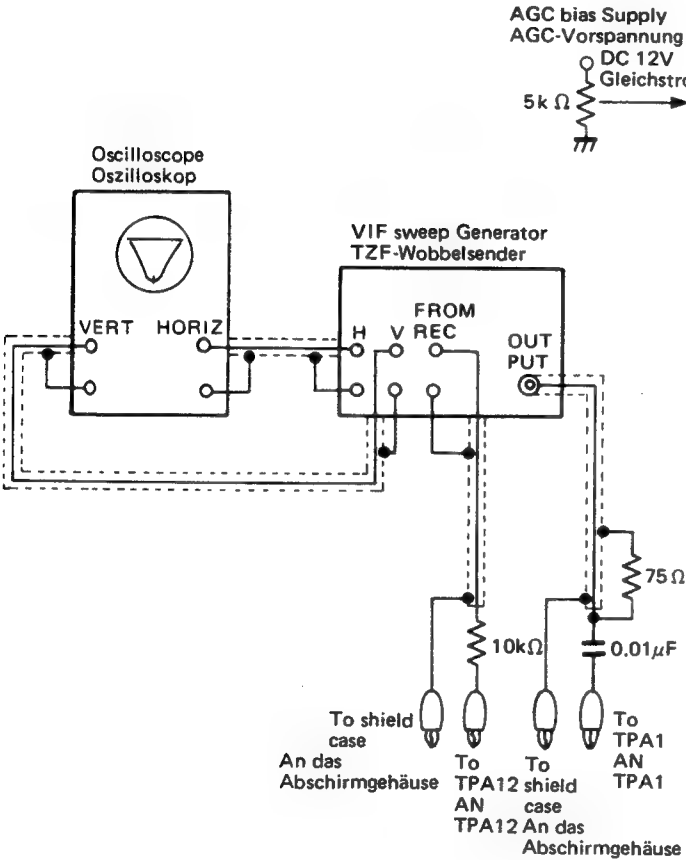 AGC bias Supply
AGC-Vorspannung
DC 12V
Gleichstro
5k Ω
Oscilloscope
Oszilloskop
VIF sweep Generator
TZF-Wobbelsender
VERT HORIZ
H V FROM
REC
OUT
PUT
75Ω
10kΩ
0.01μF
To shield
case
An das
Abschirmgehäuse
To
TPA12
AN
TPA12
To
shield
case
An das
Abschirmgehäuse
To
TPA1
AN
TPA1